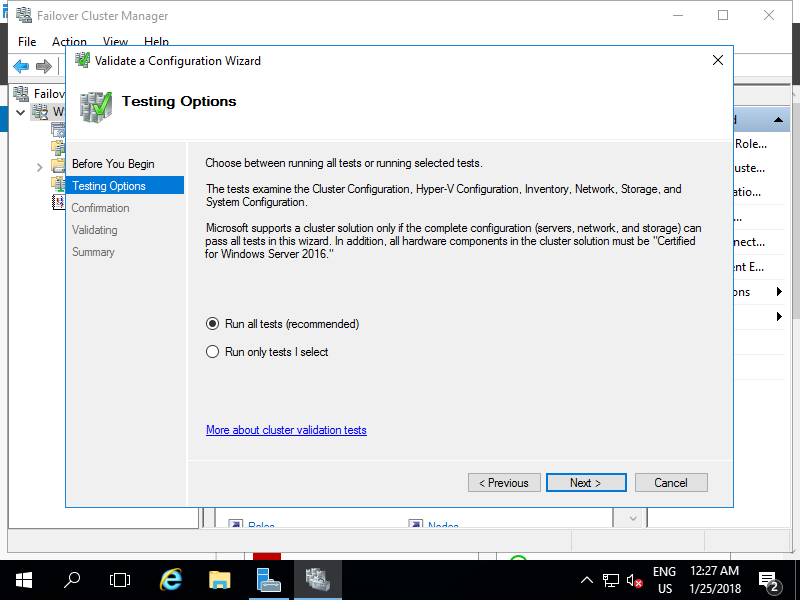 Failover Cluster Manager
File Action View Help
Validate a Configuration Wizard
Testing Options
Failov
W
Before You Begin
Testing Options
Confirmation
Validating
Summary
Choose between running all tests or running selected tests.
The tests examine the Cluster Configuration, Hyper-V Configuration, Inventory, Network, Storage, and
System Configuration.
Microsoft supports a cluster solution only if the complete configuration (servers, network, and storage) can
pass all tests in this wizard. In addition, all hardware components in the cluster solution must be "Certified
for Windows Server 2016."
Run all tests (recommended)
Run only tests I select
More about cluster validation tests
< Previous
Next >
Cancel
Role...
uste...
atio...
...
nect...
nt E...
ons
Roles
Nodes
ENG
US
12:27 AM
1/25/2018
2